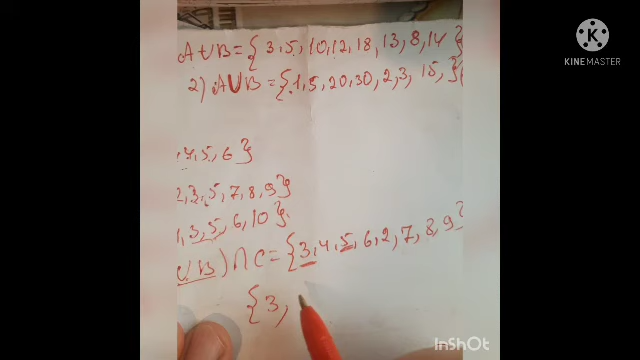 A∪B={3,5,10,12,18,13,8,14}
2) A∪B={1,5,20,30,2,3,15,}
,4,5,6}
2,3,5,7,8,9}
,3,5,6,10}
∪B)∩C={3,4,5,6,2,7,8,9}
{3,
KINEMASTER
InShOt